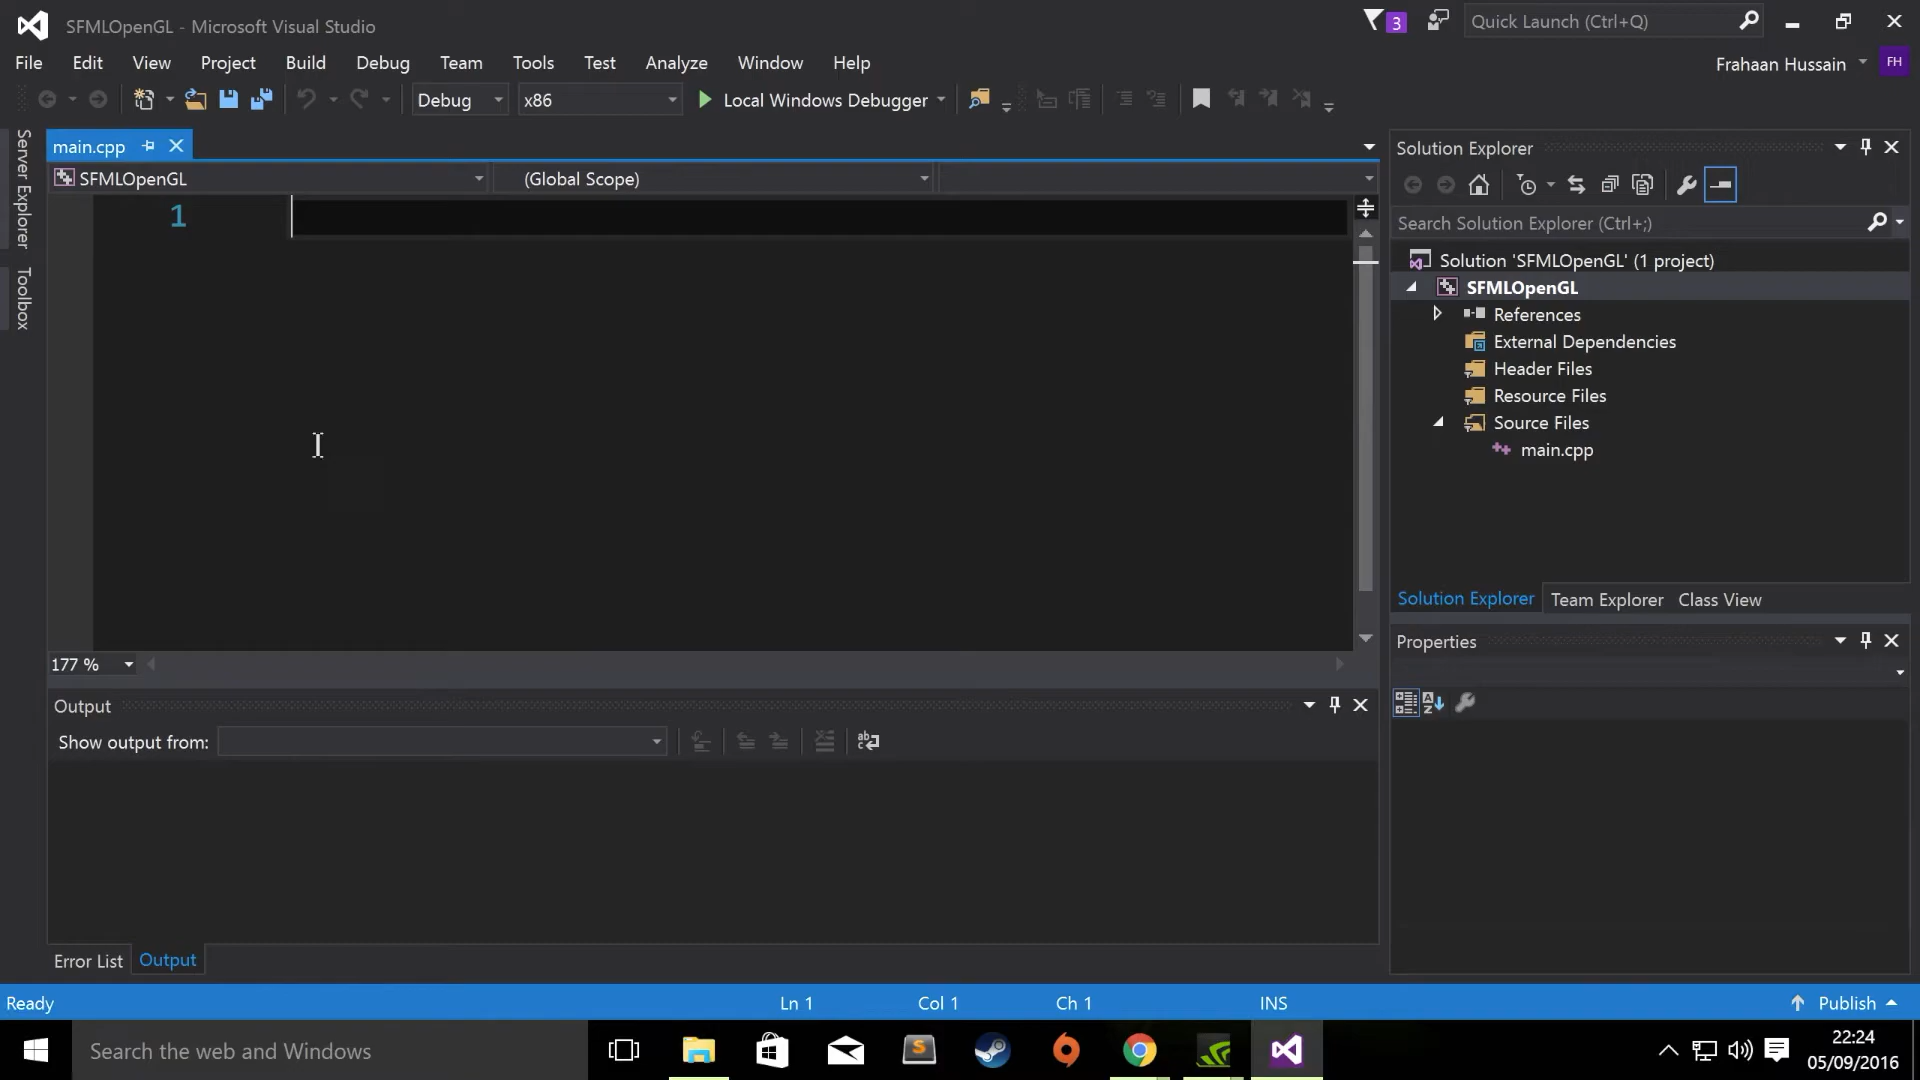 SFMLOpenGL - Microsoft Visual Studio
3
Quick Launch (Ctrl+Q)
File Edit View Project Build Debug Team Tools Test Analyze Window Help
Frahaan Hussain FH
Debug x86 Local Windows Debugger
Server Explorer
Toolbox
main.cpp
SFMLOpenGL (Global Scope)
1
177 %
Output
Show output from:
Error List Output
Solution Explorer
Search Solution Explorer (Ctrl+;)
Solution 'SFMLOpenGL' (1 project)
SFMLOpenGL
References
External Dependencies
Header Files
Resource Files
Source Files
main.cpp
Solution Explorer Team Explorer Class View
Properties
Ready Ln 1 Col 1 Ch 1 INS Publish
Search the web and Windows
22:24
05/09/2016